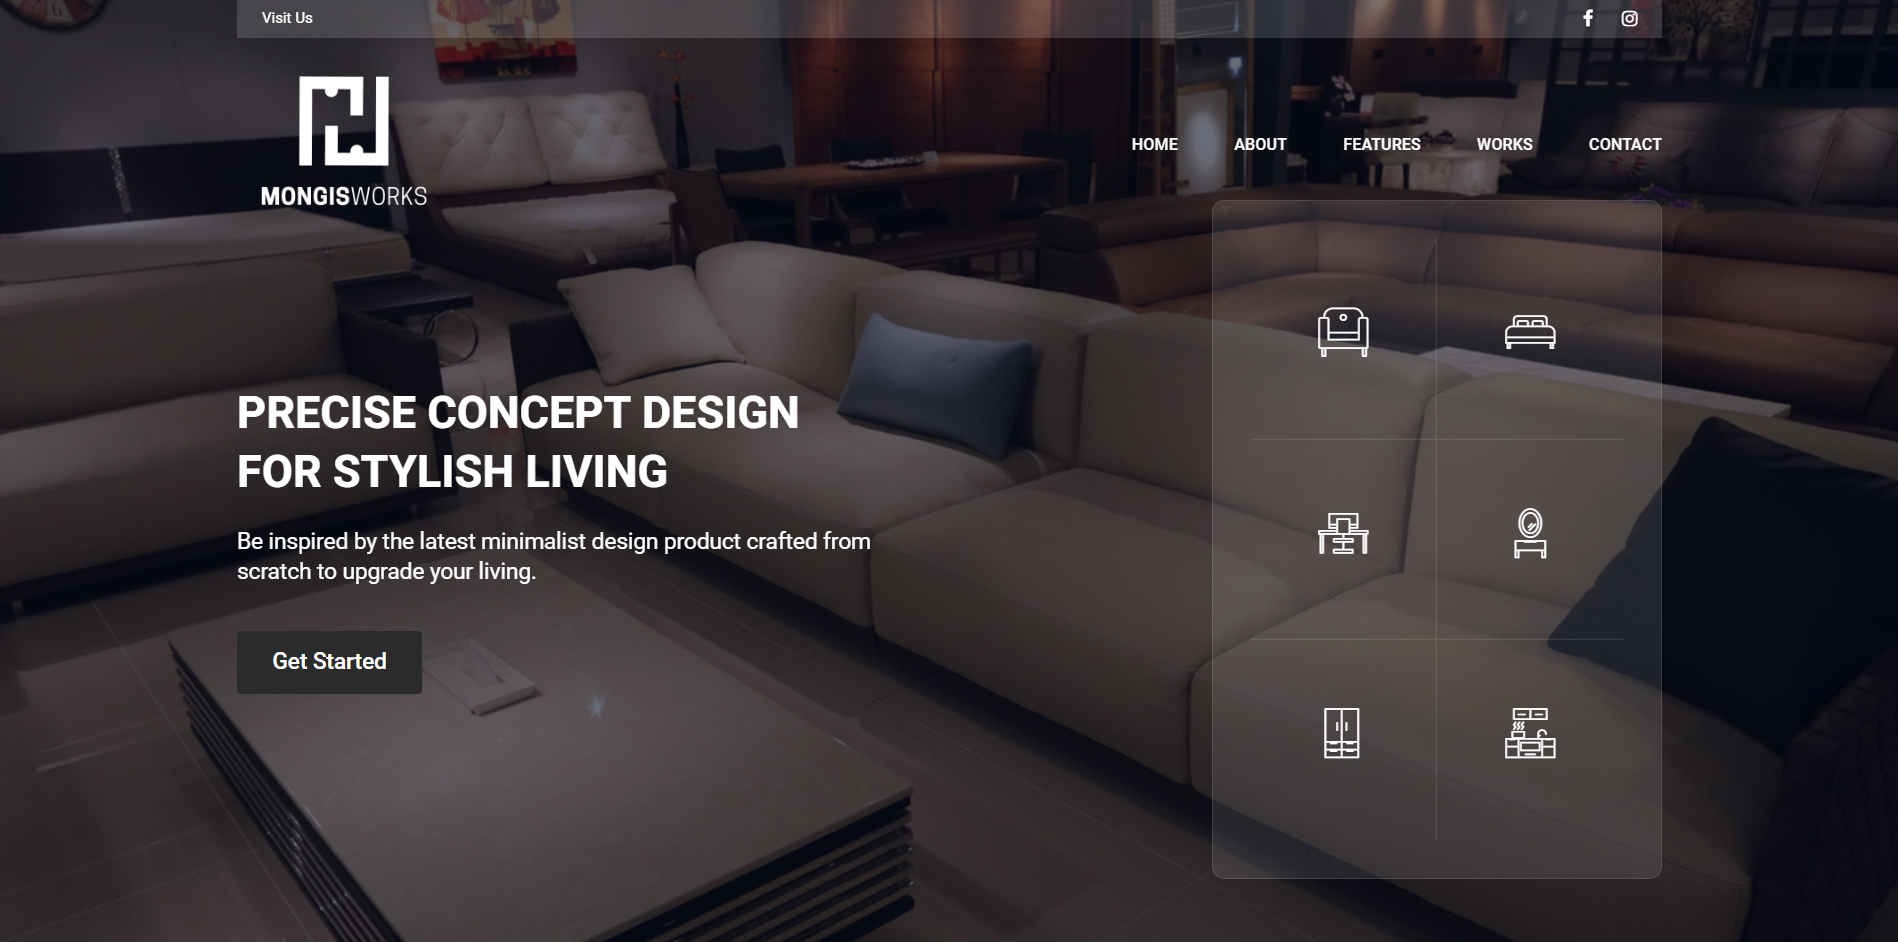 Visit Us
MONGISWORKS
HOME ABOUT FEATURES WORKS CONTACT
PRECISE CONCEPT DESIGN
FOR STYLISH LIVING
Be inspired by the latest minimalist design product crafted from
scratch to upgrade your living.
Get Started